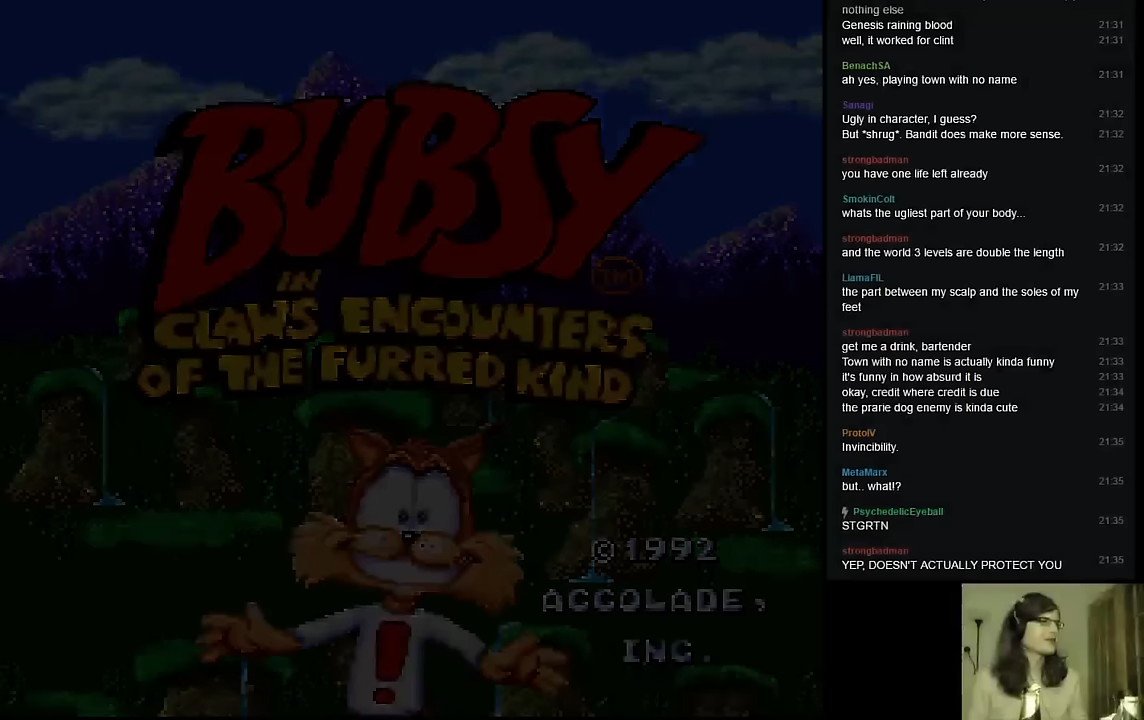 BUBSY
IN
TM
CLAWS ENCOUNTERS
OF THE FURRED KIND
©1992
ACCOLADE,
INC.
nothing else
Genesis raining blood 21:31
well, it worked for clint 21:31
BenachSA
ah yes, playing town with no name 21:31
Sanagi
Ugly in character, I guess? 21:32
But *shrug*. Bandit does make more sense. 21:32
strongbadman
you have one life left already 21:32
SmokinColt
whats the ugliest part of your body... 21:32
strongbadman
and the world 3 levels are double the length 21:32
LiamaFIL
the part between my scalp and the soles of my 21:33
feet
strongbadman
get me a drink, bartender 21:33
Town with no name is actually kinda funny 21:33
it's funny in how absurd it is 21:33
okay, credit where credit is due 21:34
the prarie dog enemy is kinda cute 21:34
ProtoIV
Invincibility. 21:35
MetaMarx
but.. what!? 21:35
PsychedelicEyeball
STGRTN 21:35
strongbadman
YEP, DOESN'T ACTUALLY PROTECT YOU 21:35